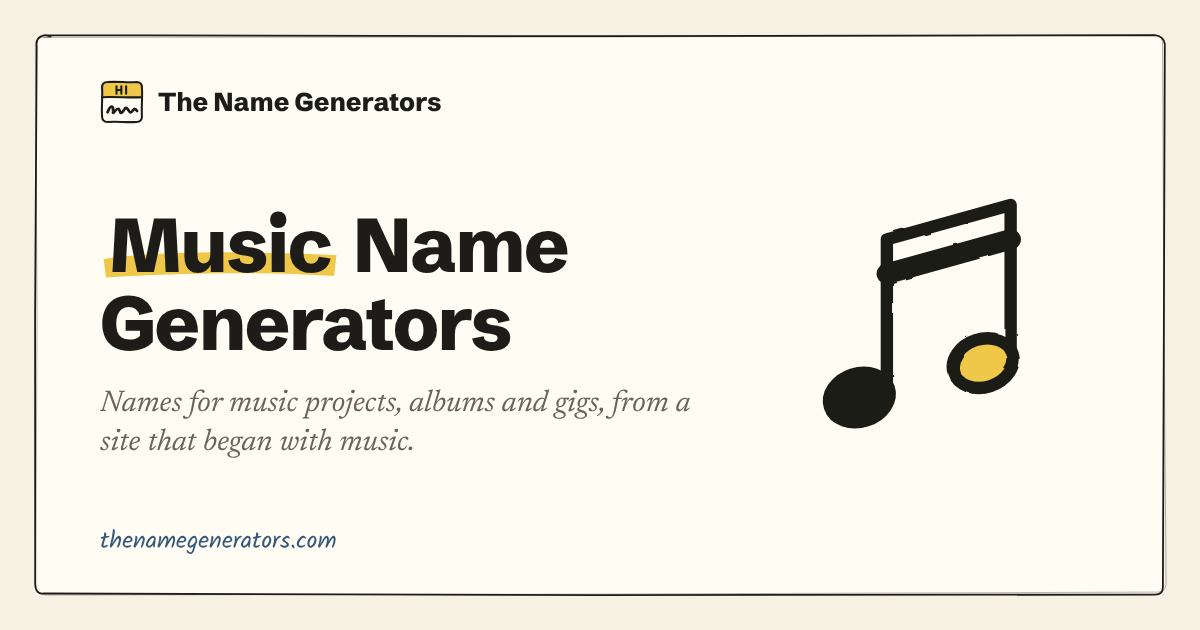 HI
The Name Generators
Music Name
Generators
Names for music projects, albums and gigs, from a
site that began with music.
thenamegenerators.com